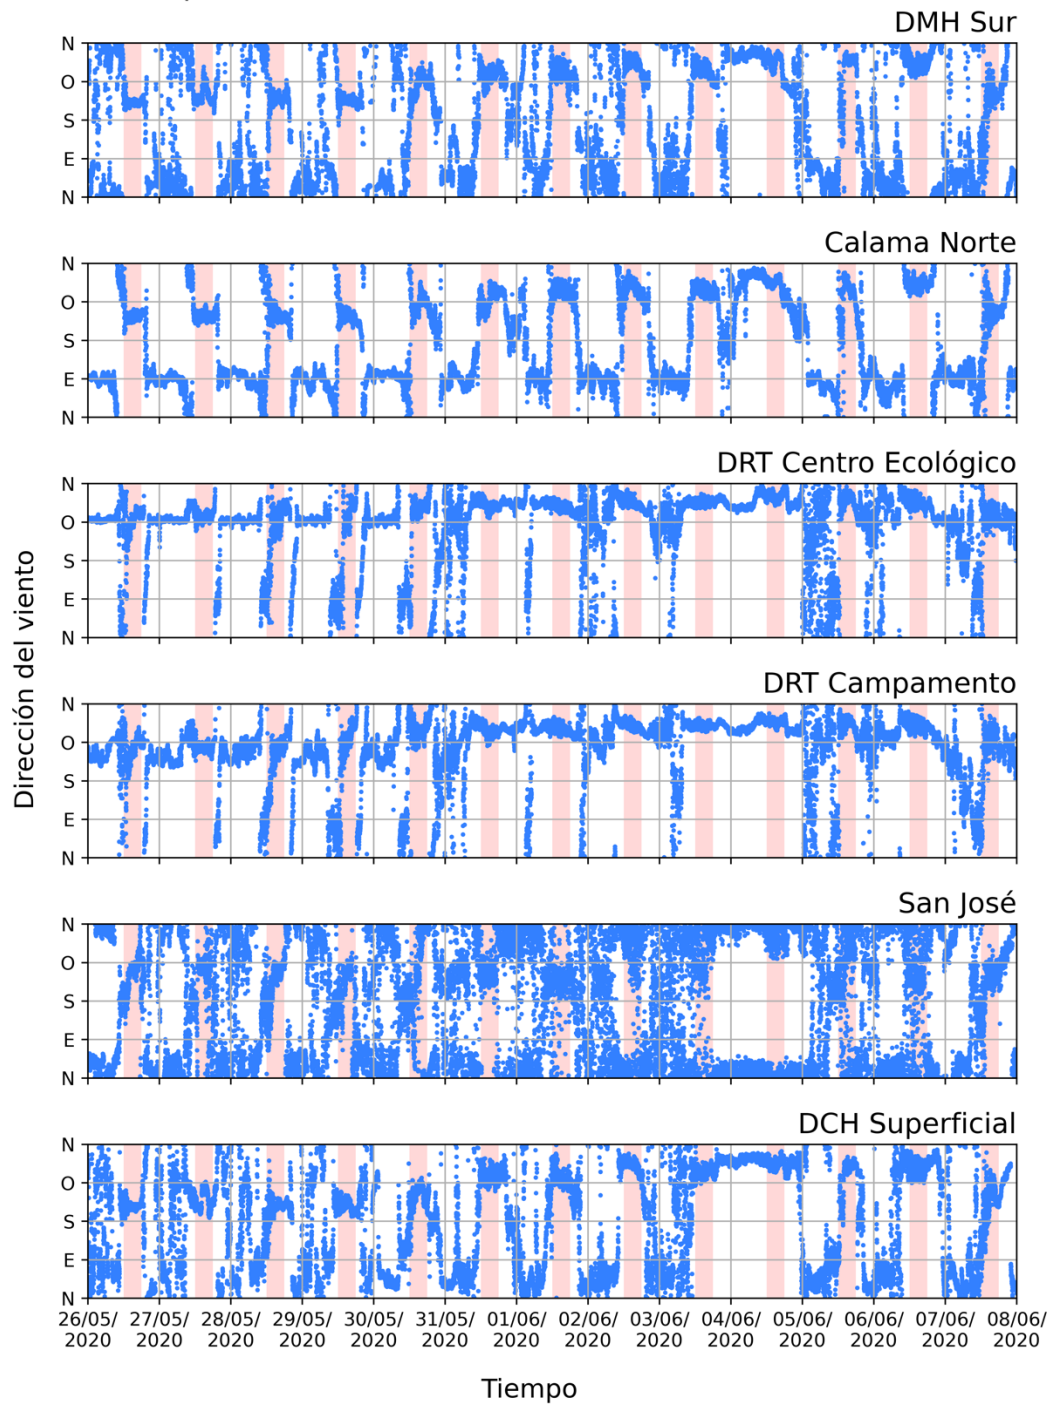 DMH Sur
N
O
S
E
N
Calama Norte
N
O
S
E
N
DRT Centro Ecológico
N
O
S
E
N
DRT Campamento
N
O
S
E
N
San José
N
O
S
E
N
DCH Superficial
N
O
S
E
N
Dirección del viento
26/05/ 27/05/ 28/05/ 29/05/ 30/05/ 31/05/ 01/06/ 02/06/ 03/06/ 04/06/ 05/06/ 06/06/ 07/06/ 08/06/
2020 2020 2020 2020 2020 2020 2020 2020 2020 2020 2020 2020 2020 2020
Tiempo